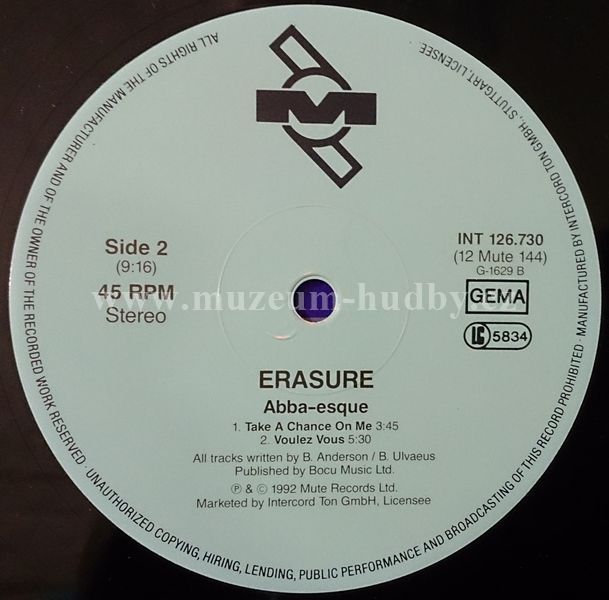 M
Side 2
(9:16)
45 RPM
Stereo
INT 126.730
(12 Mute 144)
G-1629 B
GEMA
LC 5834
www.muzeum-hudby.cz
ERASURE
Abba-esque
1. Take A Chance On Me 3:45
2. Voulez Vous 5:30
All tracks written by B. Anderson / B. Ulvaeus
Published by Bocu Music Ltd.
℗ & © 1992 Mute Records Ltd.
Marketed by Intercord Ton GmbH, Licensee
ALL RIGHTS OF THE MANUFACTURER AND OF THE OWNER OF THE RECORDED WORK RESERVED · UNAUTHORIZED COPYING, HIRING, LENDING, PUBLIC PERFORMANCE AND BROADCASTING OF THIS RECORD PROHIBITED · MANUFACTURED BY INTERCORD TON GMBH, STUTTGART, LICENSEE